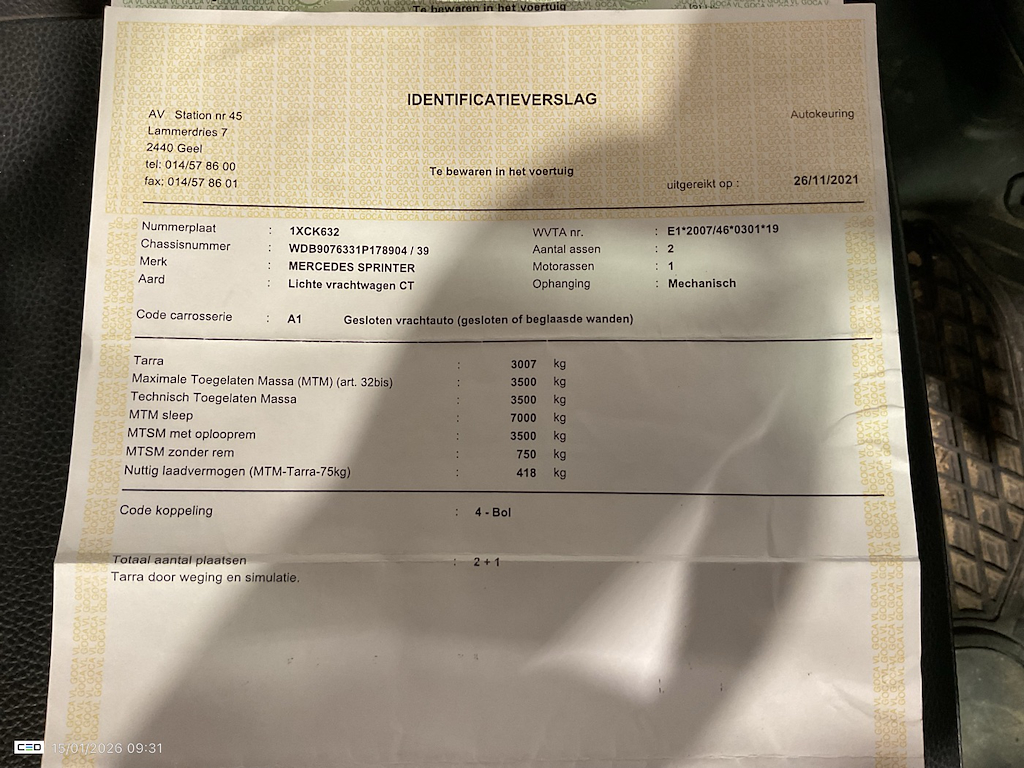 Te bewaren in het voertuig
IDENTIFICATIEVERSLAG
AV Station nr 45
Lammerdries 7
2440 Geel
tel: 014/57 86 00
fax: 014/57 86 01
Autokeuring
Te bewaren in het voertuig
uitgereikt op : 26/11/2021
Nummerplaat : 1XCK632
Chassisnummer : WDB9076331P178904 / 39
Merk : MERCEDES SPRINTER
Aard : Lichte vrachtwagen CT
WVTA nr. : E1*2007/46*0301*19
Aantal assen : 2
Motorassen : 1
Ophanging : Mechanisch
Code carrosserie : A1 Gesloten vrachtauto (gesloten of beglaasde wanden)
Tarra : 3007 kg
Maximale Toegelaten Massa (MTM) (art. 32bis) : 3500 kg
Technisch Toegelaten Massa : 3500 kg
MTM sleep : 7000 kg
MTSM met oplooprem : 3500 kg
MTSM zonder rem : 750 kg
Nuttig laadvermogen (MTM-Tarra-75kg) : 418 kg
Code koppeling : 4 - Bol
Totaal aantal plaatsen : 2 + 1
Tarra door weging en simulatie.
CEO 15/01/2026 09:31